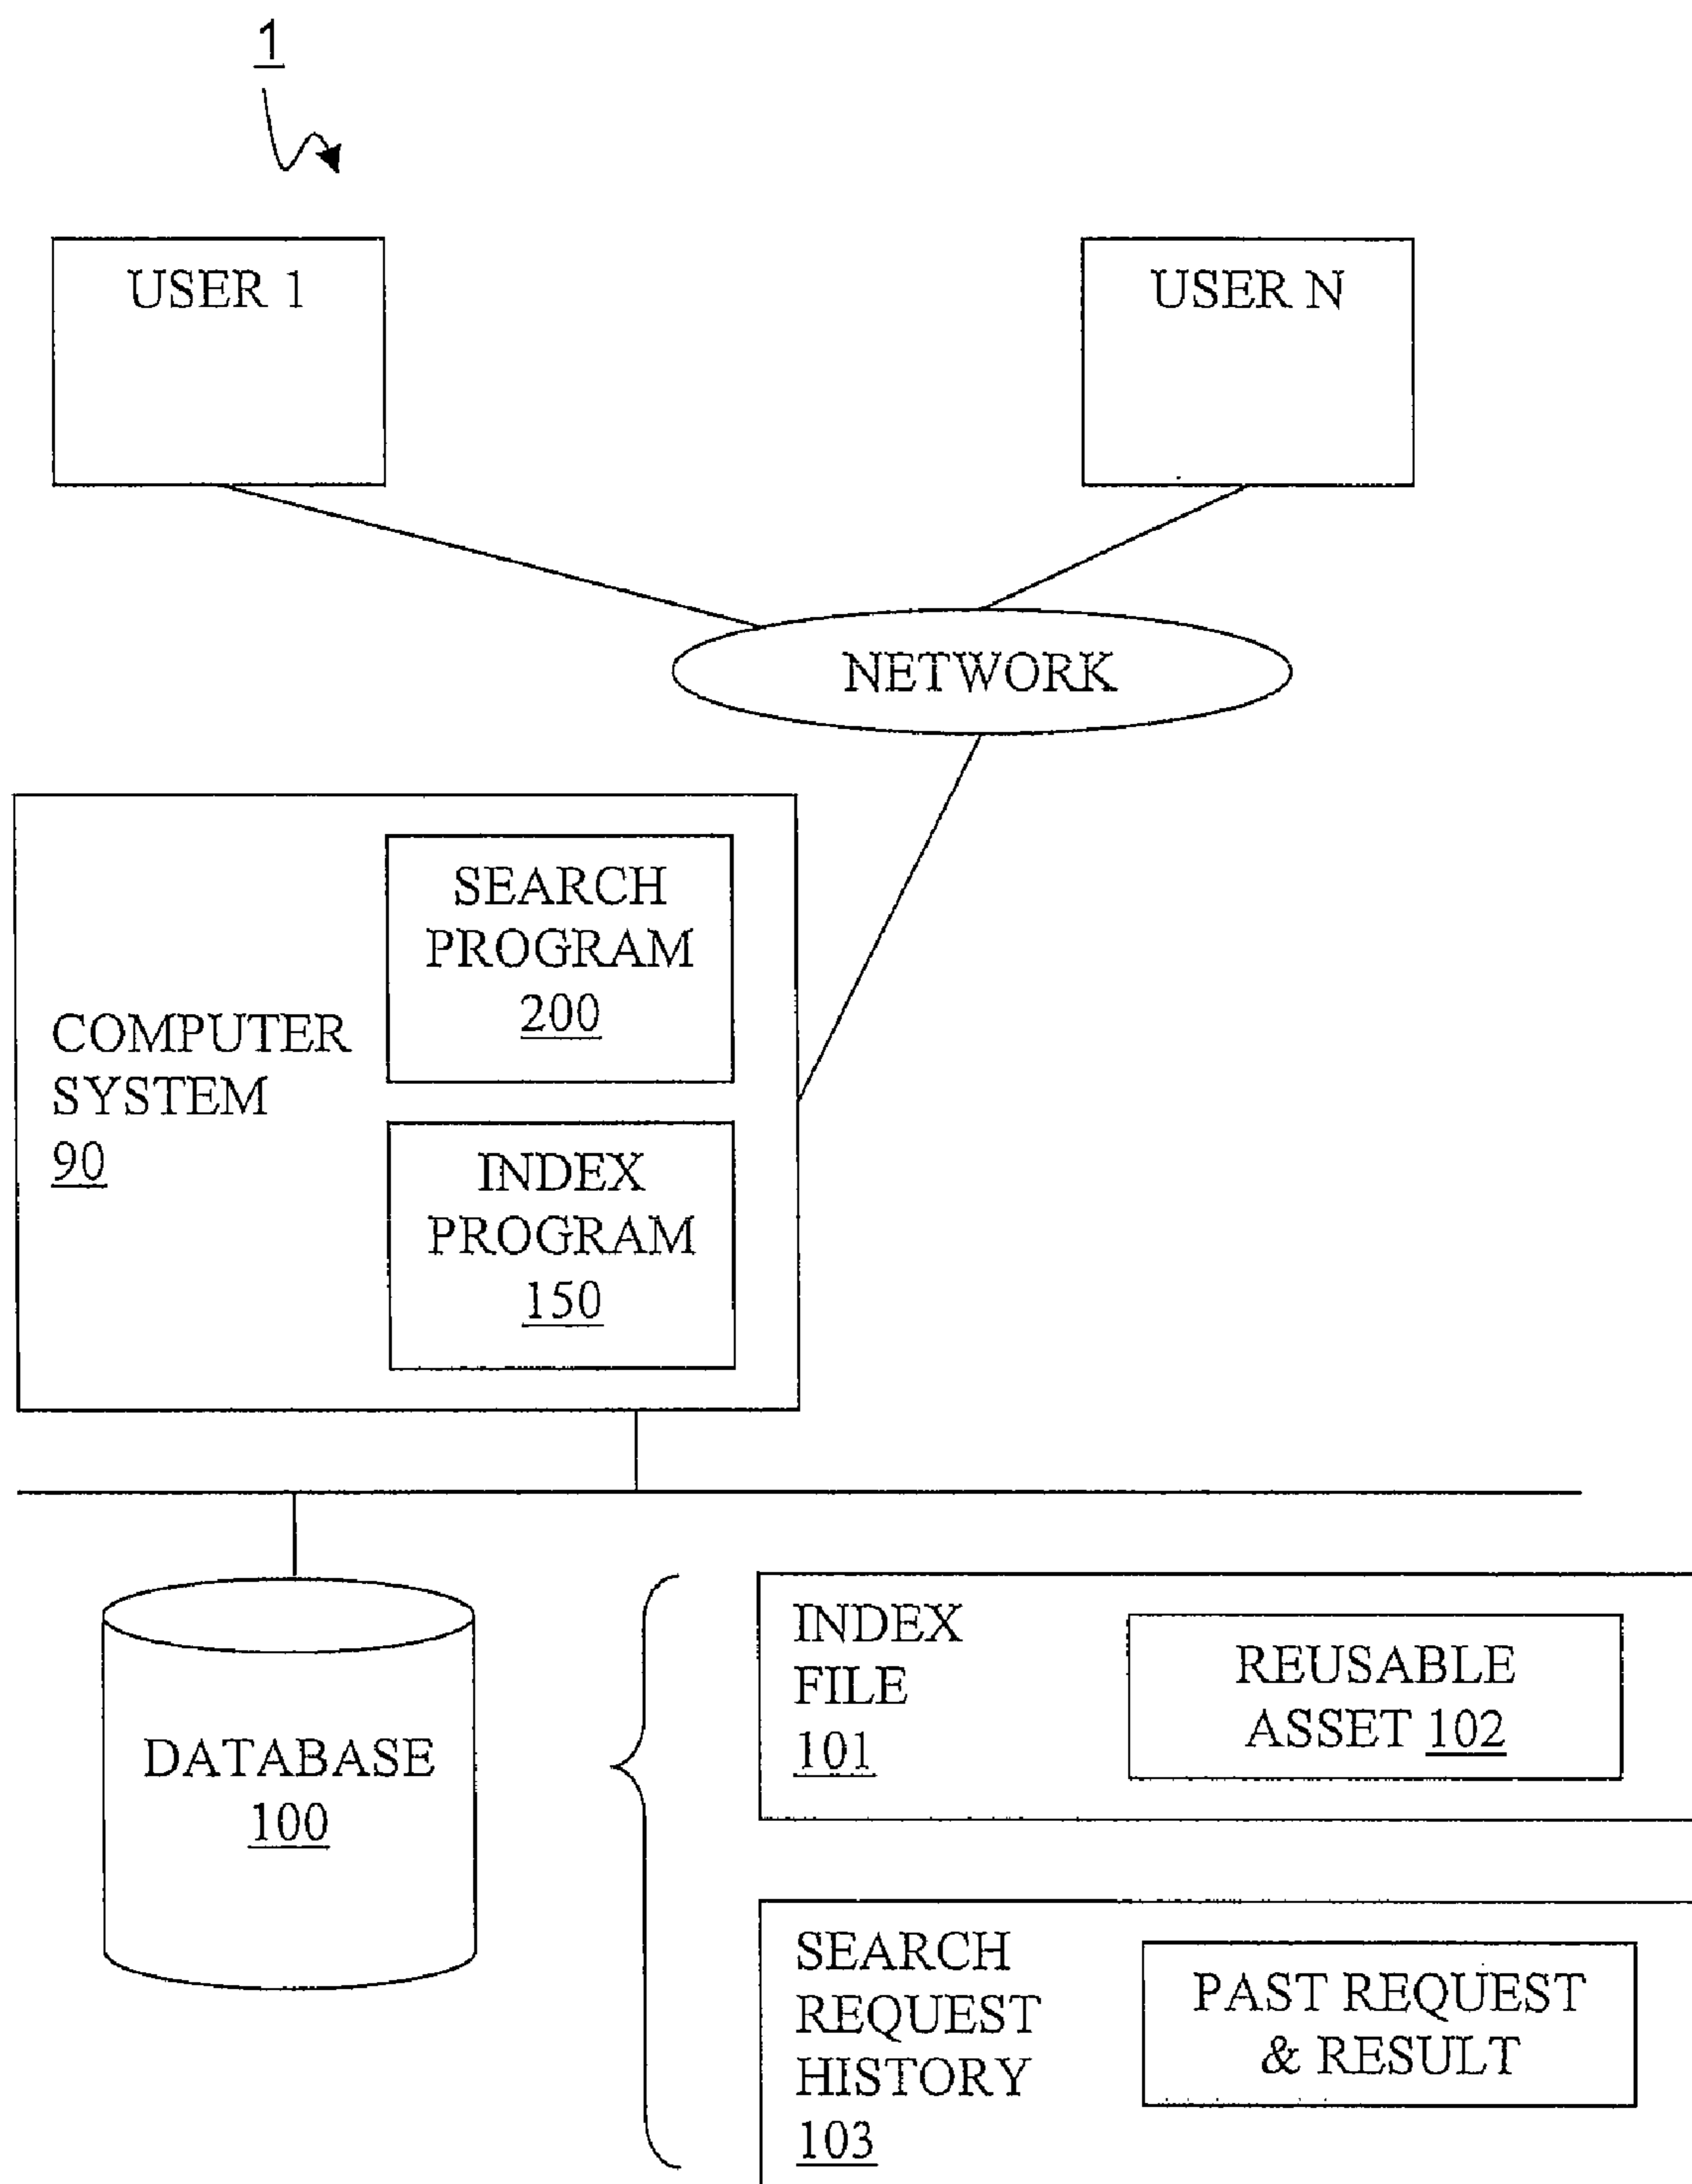 1
USER 1
USER N
NETWORK
SEARCH
PROGRAM
200
COMPUTER
SYSTEM
90
INDEX
PROGRAM
150
DATABASE
100
INDEX
FILE
101
REUSABLE
ASSET 102
SEARCH
REQUEST
HISTORY
103
PAST REQUEST
& RESULT